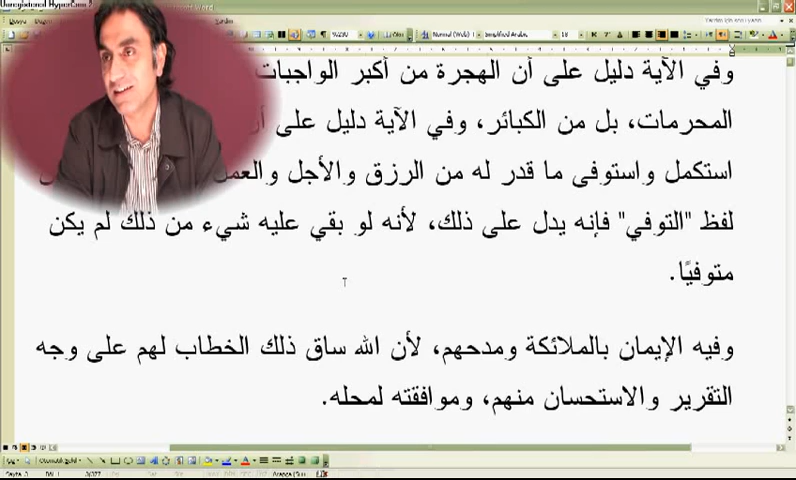 Unregistered HyperCam 2
وفي الآية دليل على أن الهجرة من أكبر الواجبات
المحرمات، بل من الكبائر، وفي الآية دليل على
استكمل واستوفى ما قدر له من الرزق والأجل والعمل
لفظ "التوفي" فإنه يدل على ذلك، لأنه لو بقي عليه شيء من ذلك لم يكن
متوفيًا.
وفيه الإيمان بالملائكة ومدحهم، لأن الله ساق ذلك الخطاب لهم على وجه
التقرير والاستحسان منهم، وموافقته لمحله.